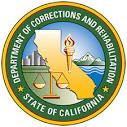 DEPARTMENT OF CORRECTIONS AND REHABILITATION
STATE OF CALIFORNIA